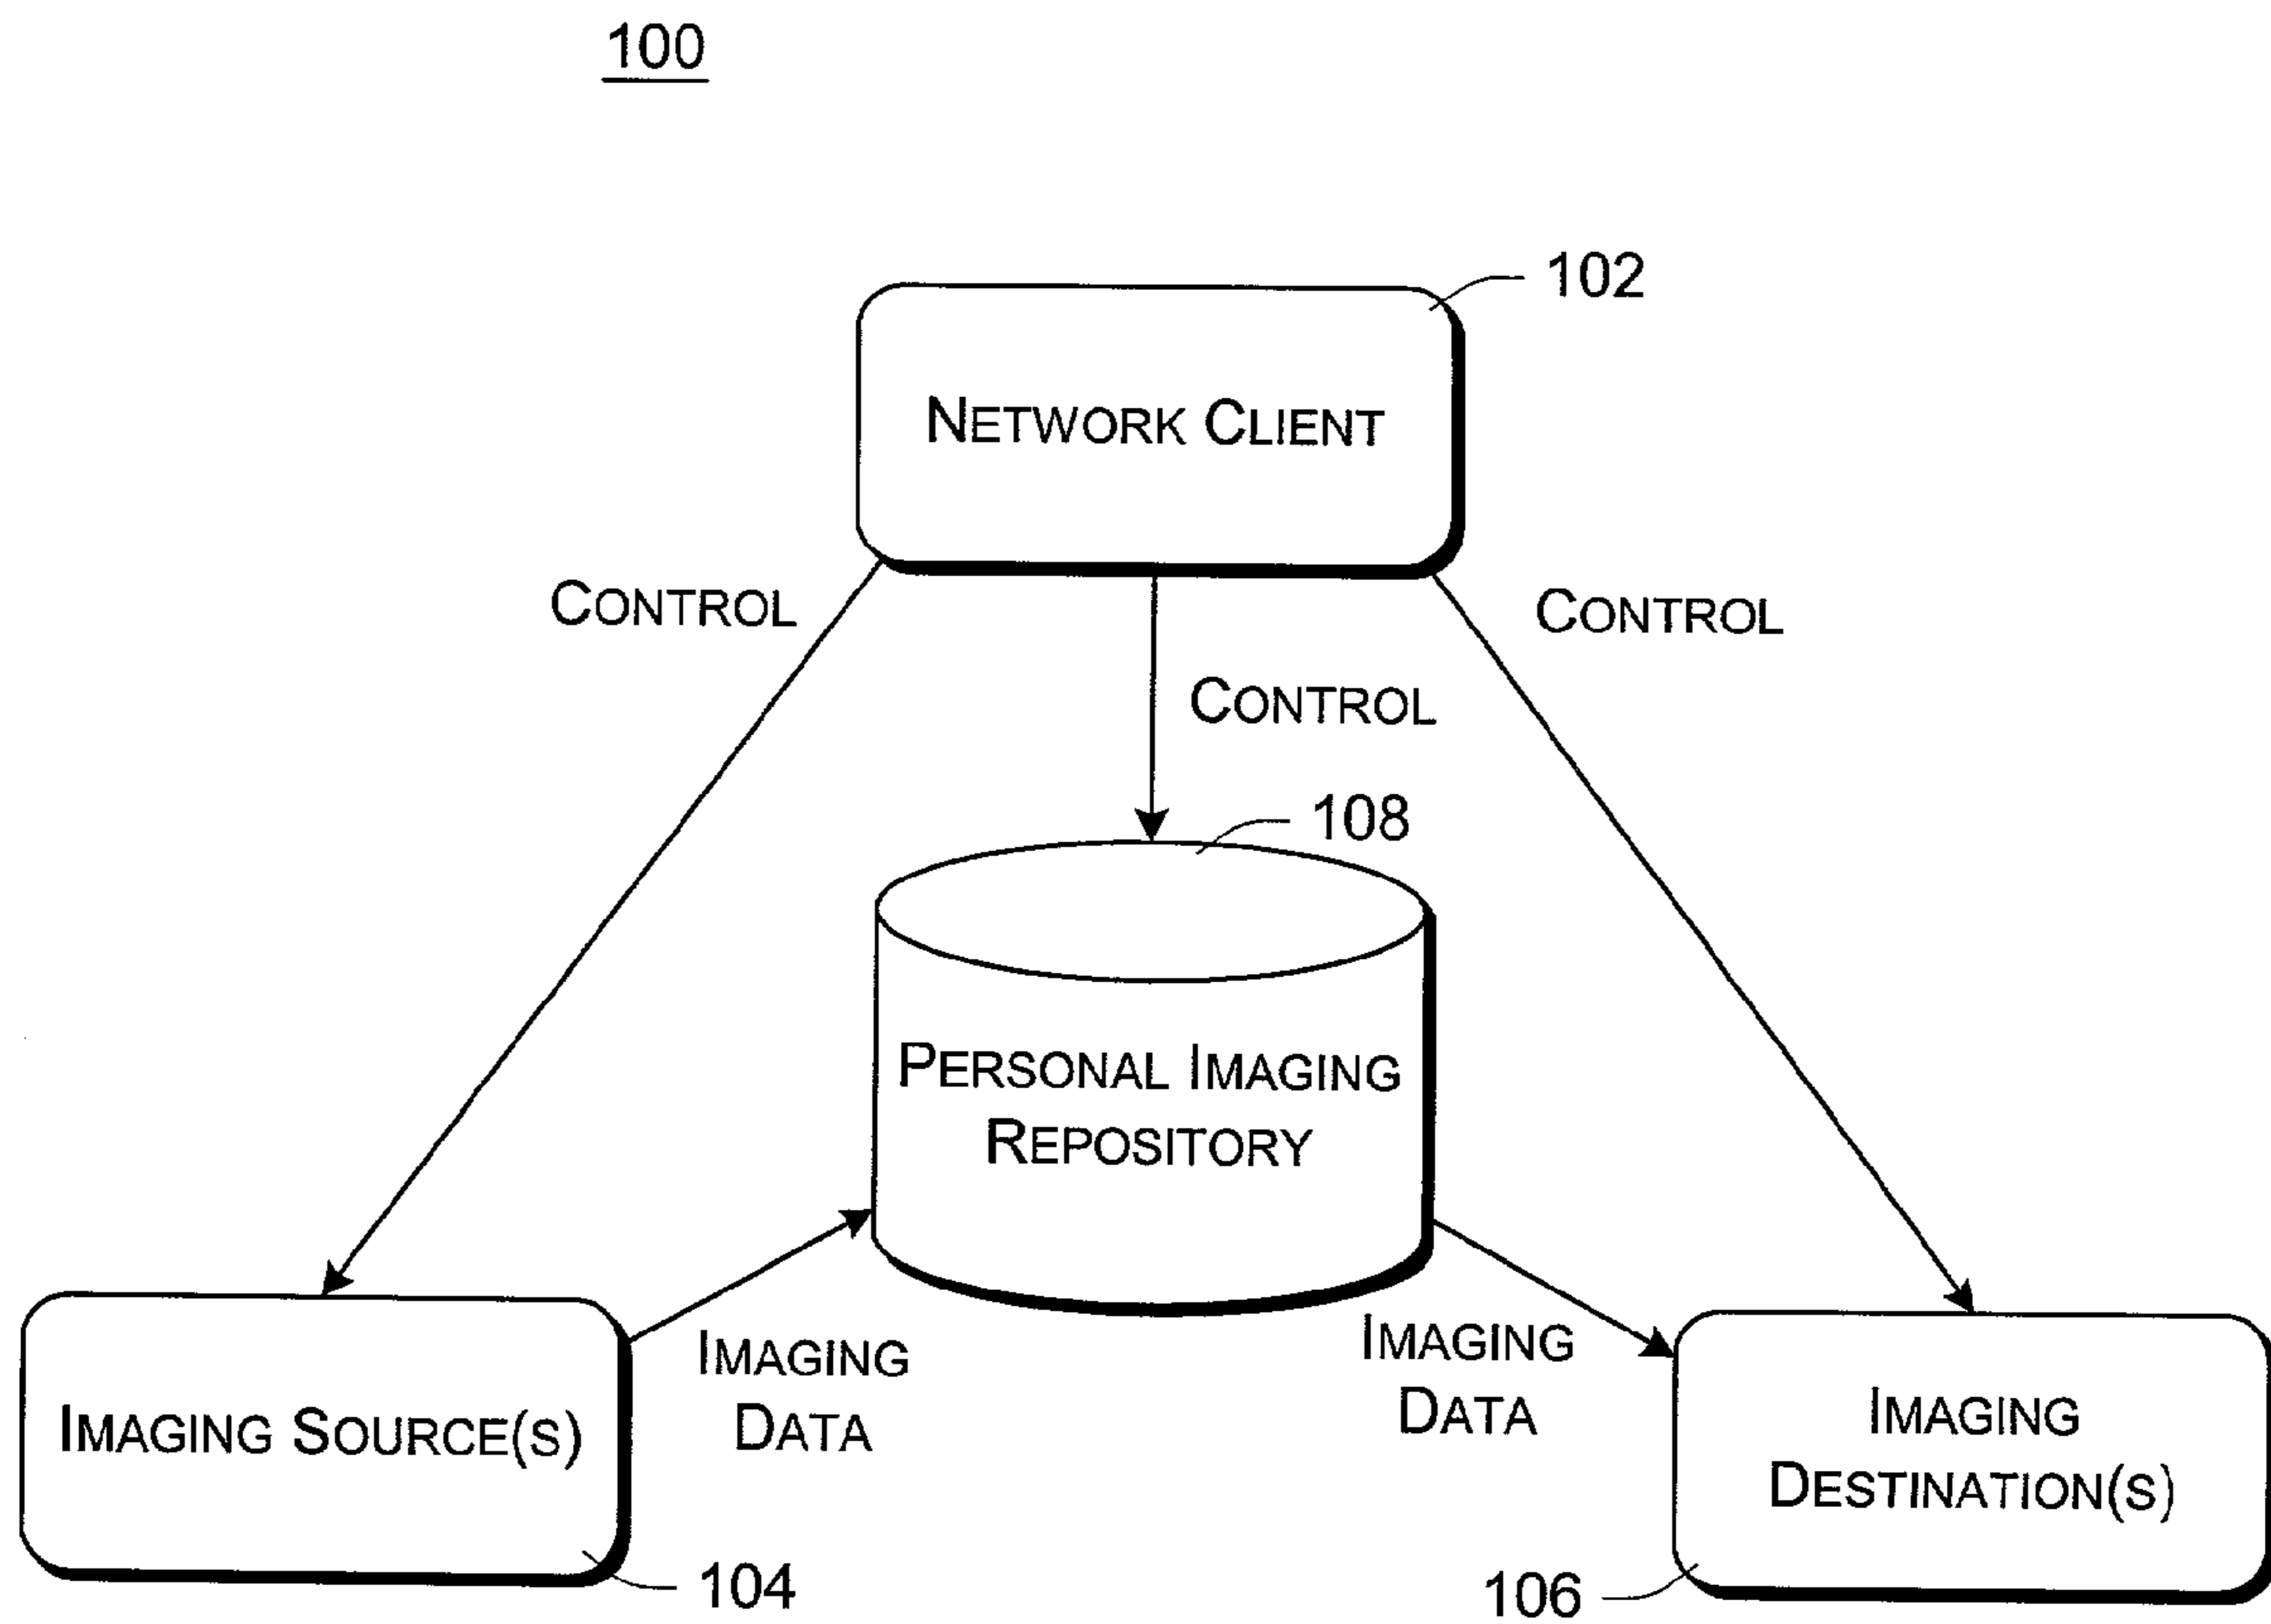 100
102
NETWORK CLIENT
CONTROL
CONTROL
CONTROL
108
PERSONAL IMAGING
REPOSITORY
IMAGING
DATA
IMAGING
DATA
IMAGING SOURCE(S)
IMAGING
DESTINATION(S)
104
106